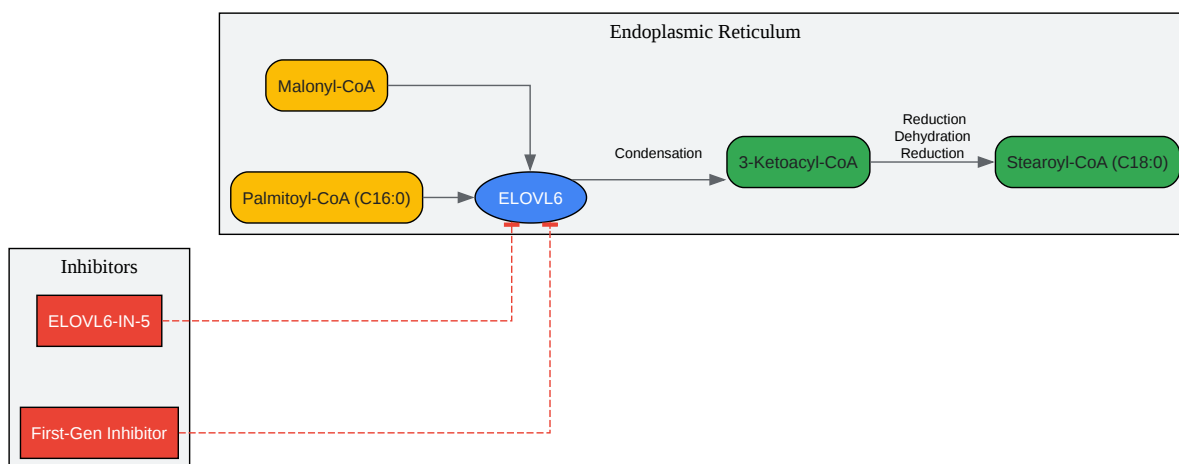 Endoplasmic Reticulum
Malonyl-CoA
Palmitoyl-CoA (C16:0)
ELOVL6
Condensation
3-Ketoacyl-CoA
Reduction
Dehydration
Reduction
Stearoyl-CoA (C18:0)
Inhibitors
ELOVL6-IN-5
First-Gen Inhibitor